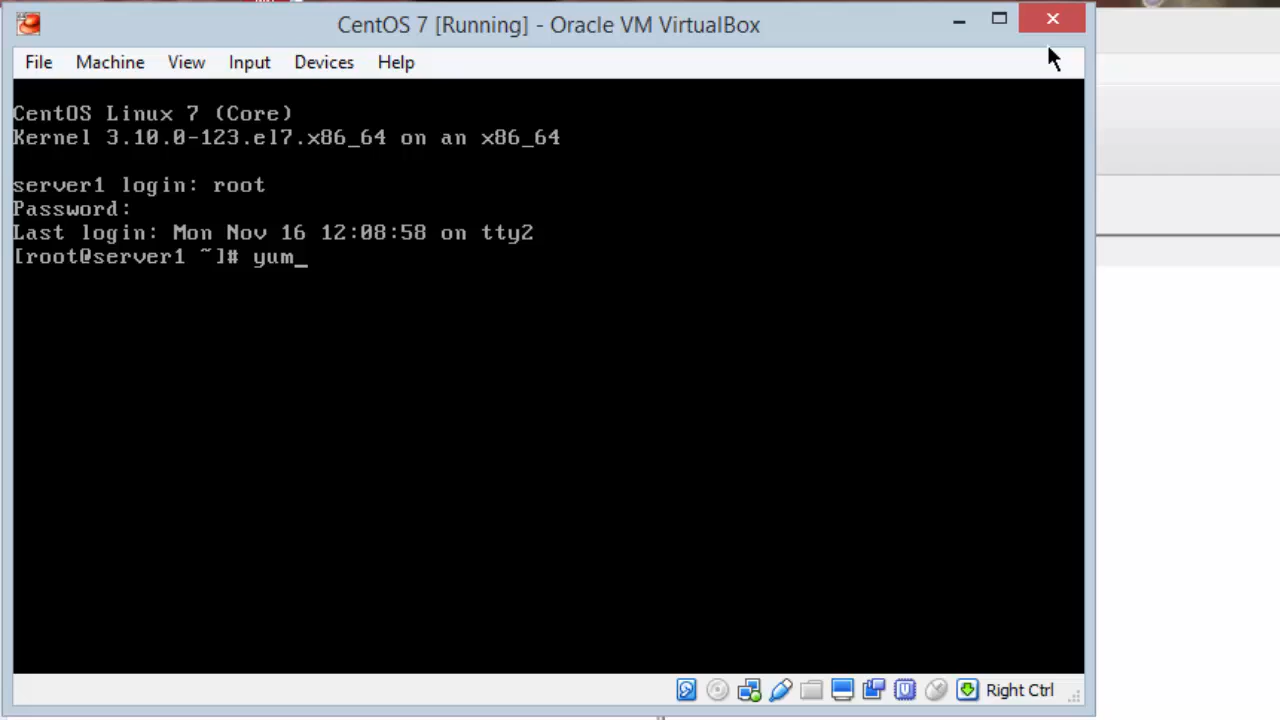 CentOS 7 [Running] - Oracle VM VirtualBox
File Machine View Input Devices Help
CentOS Linux 7 (Core)
Kernel 3.10.0-123.el7.x86_64 on an x86_64
server1 login: root
Password:
Last login: Mon Nov 16 12:08:58 on tty2
[root@server1 ~]# yum_
Right Ctrl